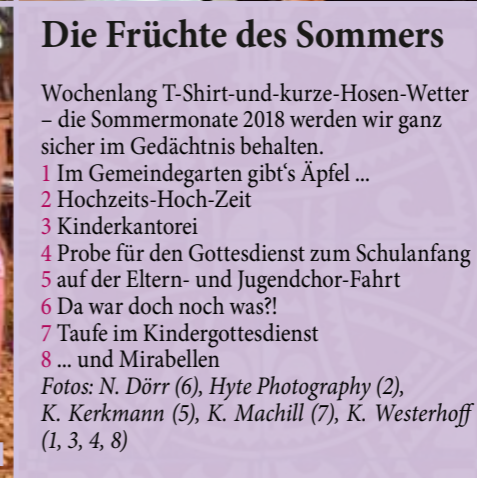 Die Früchte des Sommers
Wochenlang T-Shirt-und-kurze-Hosen-Wetter
– die Sommermonate 2018 werden wir ganz
sicher im Gedächtnis behalten.
1 Im Gemeindegarten gibt‘s Äpfel ...
2 Hochzeits-Hoch-Zeit
3 Kinderkantorei
4 Probe für den Gottesdienst zum Schulanfang
5 auf der Eltern- und Jugendchor-Fahrt
6 Da war doch noch was?!
7 Taufe im Kindergottesdienst
8 ... und Mirabellen
Fotos: N. Dörr (6), Hyte Photography (2),
K. Kerkmann (5), K. Machill (7), K. Westerhoff
(1, 3, 4, 8)